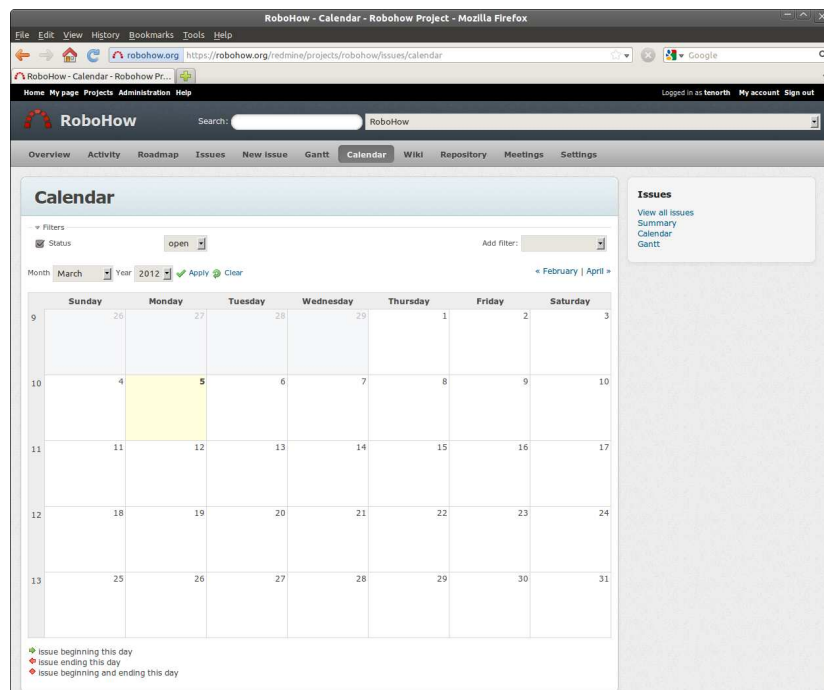 RoboHow - Calendar - Robohow Project - Mozilla Firefox
File Edit View History Bookmarks Tools Help
robohow.org https://robohow.org/redmine/projects/robohow/issues/calendar Google
RoboHow - Calendar - Robohow Pr...
Home My page Projects Administration Help Logged in as tenorth My account Sign out
RoboHow Search: RoboHow
Overview Activity Roadmap Issues New issue Gantt Calendar Wiki Repository Meetings Settings
Calendar
Filters
Status open Add filter:
Month March Year 2012 Apply Clear « February | April »
Sunday Monday Tuesday Wednesday Thursday Friday Saturday
9 26 27 28 29 1 2 3
10 4 5 6 7 8 9 10
11 11 12 13 14 15 16 17
12 18 19 20 21 22 23 24
13 25 26 27 28 29 30 31
issue beginning this day
issue ending this day
issue beginning and ending this day
Issues
View all issues
Summary
Calendar
Gantt